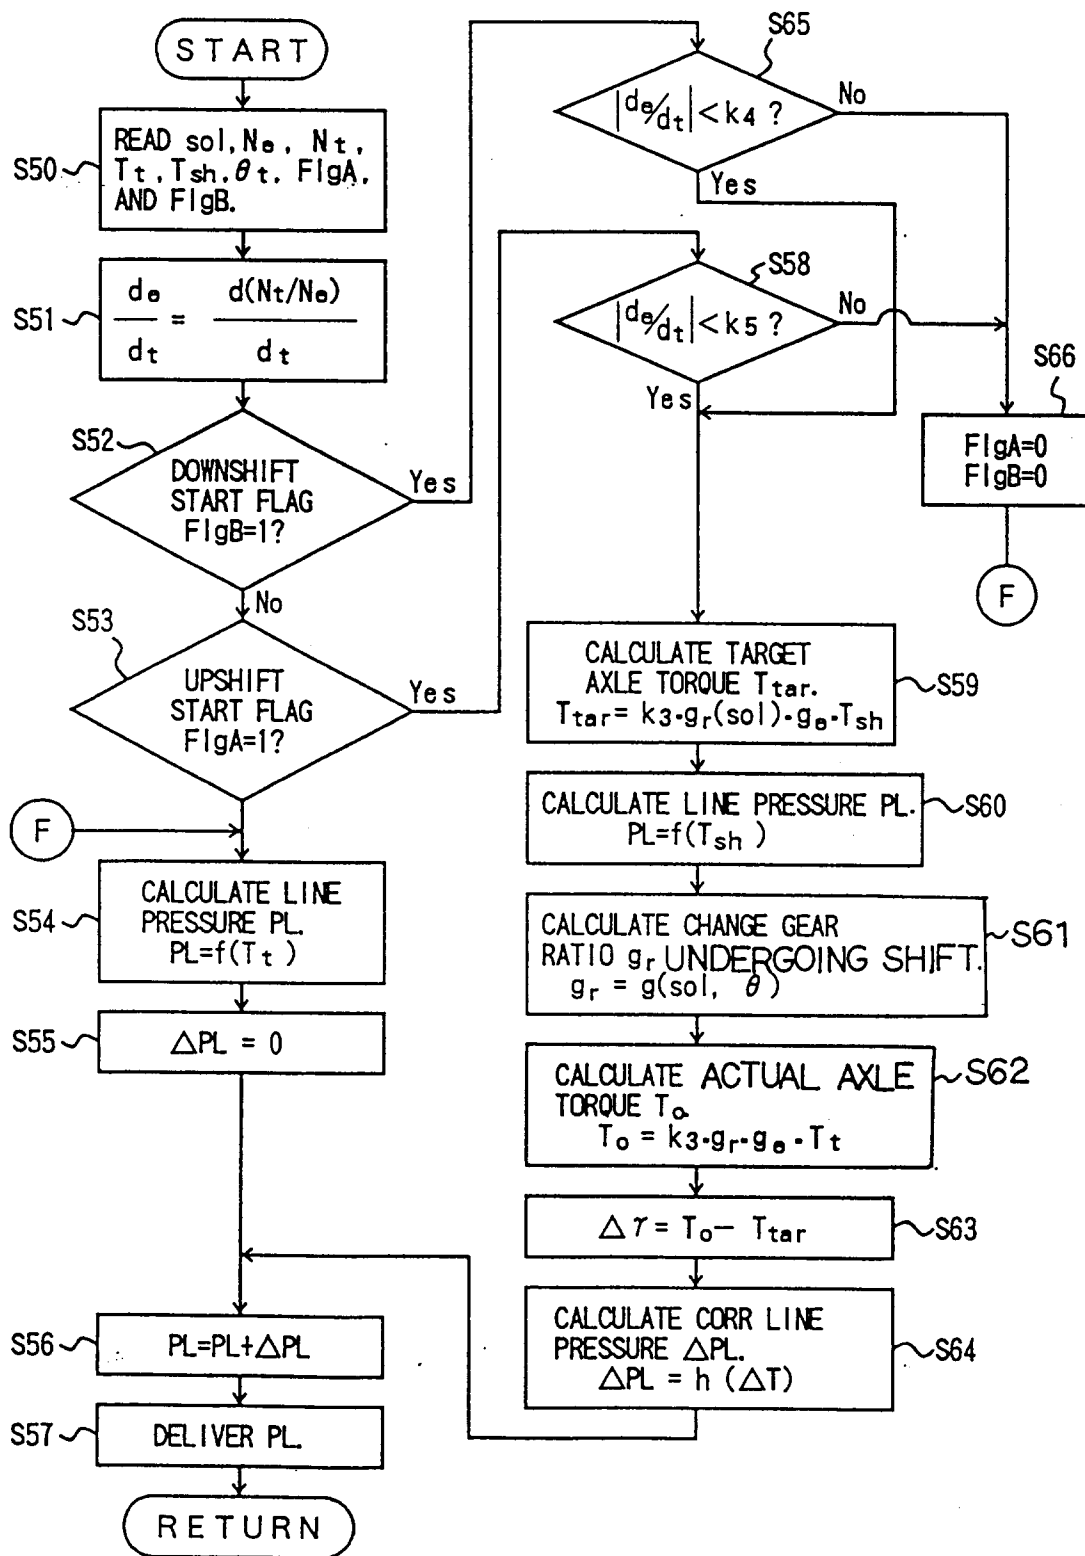 START
S50
READ sol, Ne, Nt,
Tt, Tsh, θt, FlgA,
AND FlgB.
S51
de/dt = d(Nt/Ne)/dt
S52
DOWNSHIFT
START FLAG
FlgB=1?
Yes
No
S53
UPSHIFT
START FLAG
FlgA=1?
Yes
F
S54
CALCULATE LINE
PRESSURE PL.
PL=f(Tt)
S55
△PL = 0
S56
PL=PL+△PL
S57
DELIVER PL.
RETURN
S65
|de/dt| < k4 ?
No
Yes
S58
|de/dt| < k5 ?
No
Yes
S66
FlgA=0
FlgB=0
F
CALCULATE TARGET
AXLE TORQUE Ttar.
Ttar= k3·gr(sol)·ge·Tsh
S59
CALCULATE LINE PRESSURE PL.
PL=f(Tsh)
S60
CALCULATE CHANGE GEAR
RATIO gr UNDERGOING SHIFT.
gr = g(sol, θ)
S61
CALCULATE ACTUAL AXLE
TORQUE To.
To = k3·gr·ge·Tt
S62
△τ = To − Ttar
S63
CALCULATE CORR LINE
PRESSURE △PL.
△PL = h (△T)
S64